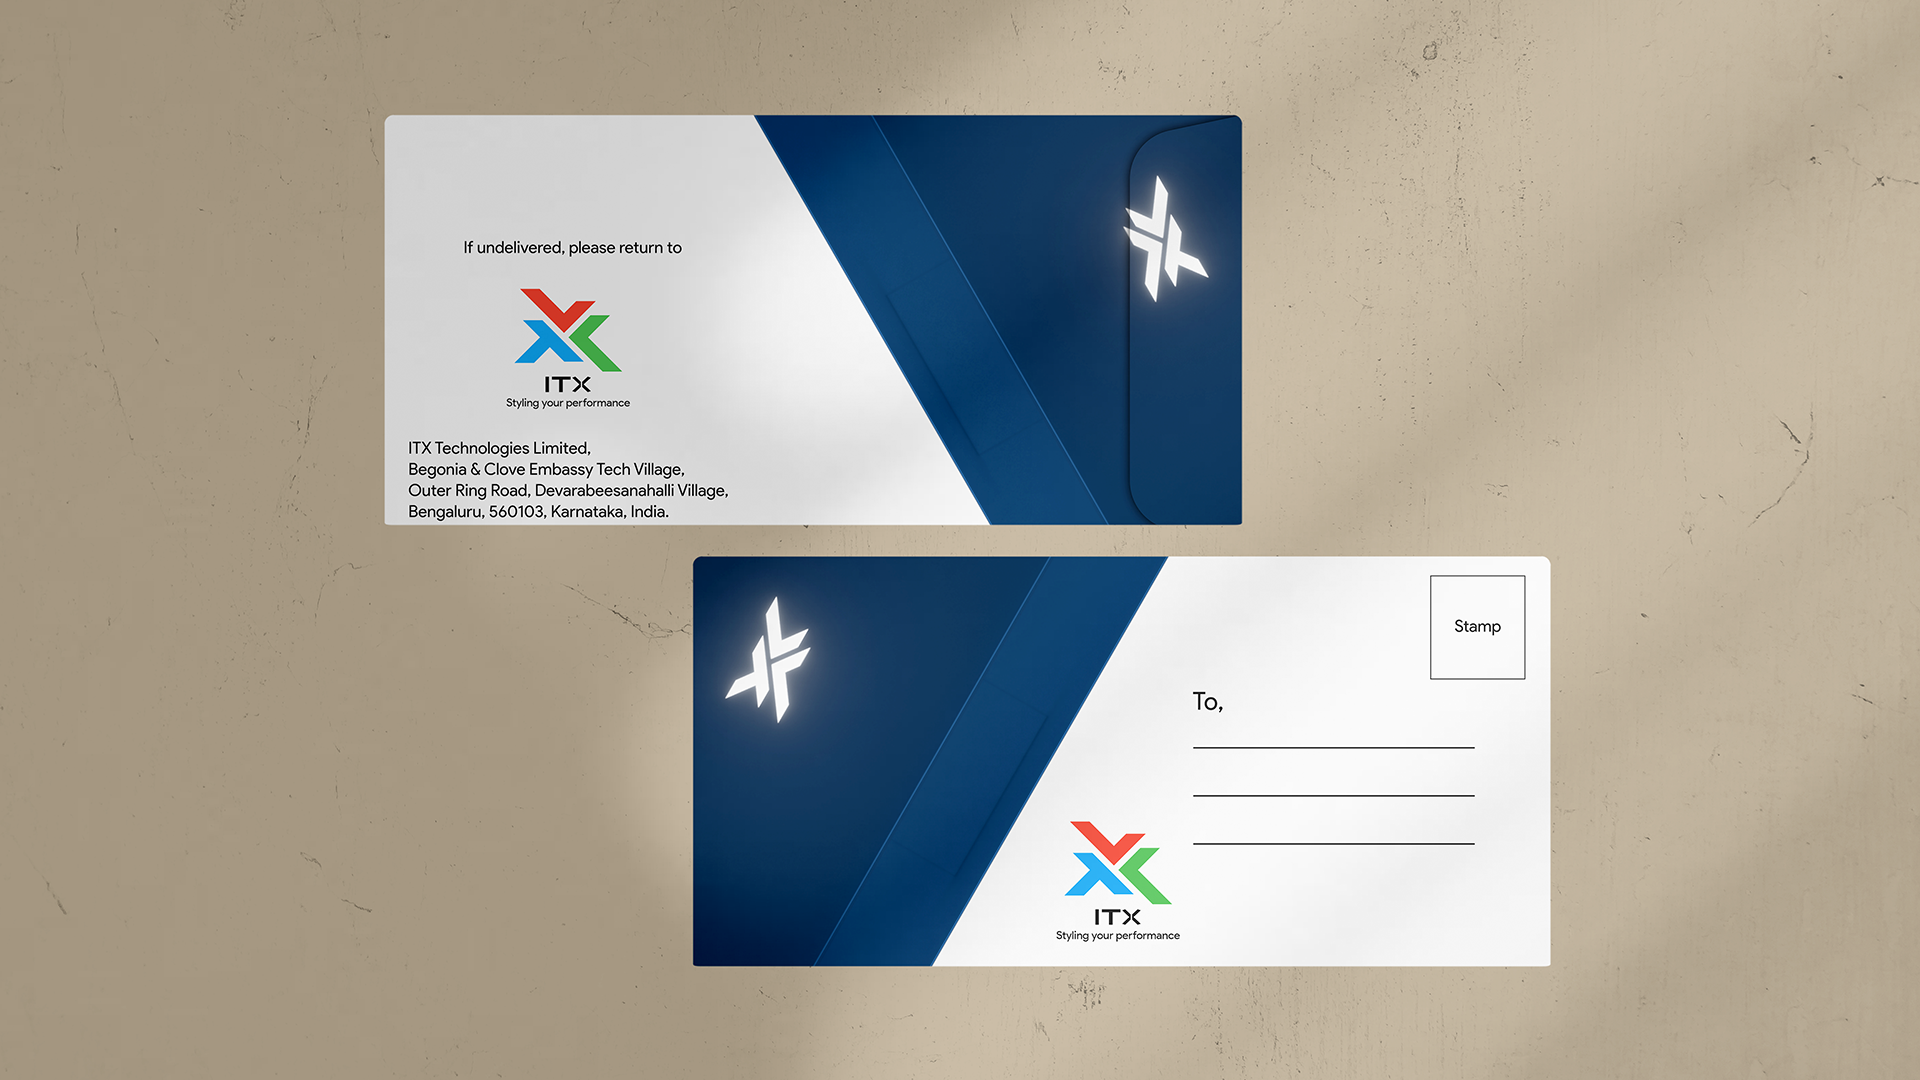 If undelivered, please return to
ITX
Styling your performance
ITX Technologies Limited,
Begonia & Clove Embassy Tech Village,
Outer Ring Road, Devarabeesanahalli Village,
Bengaluru, 560103, Karnataka, India.
Stamp
To,
ITX
Styling your performance